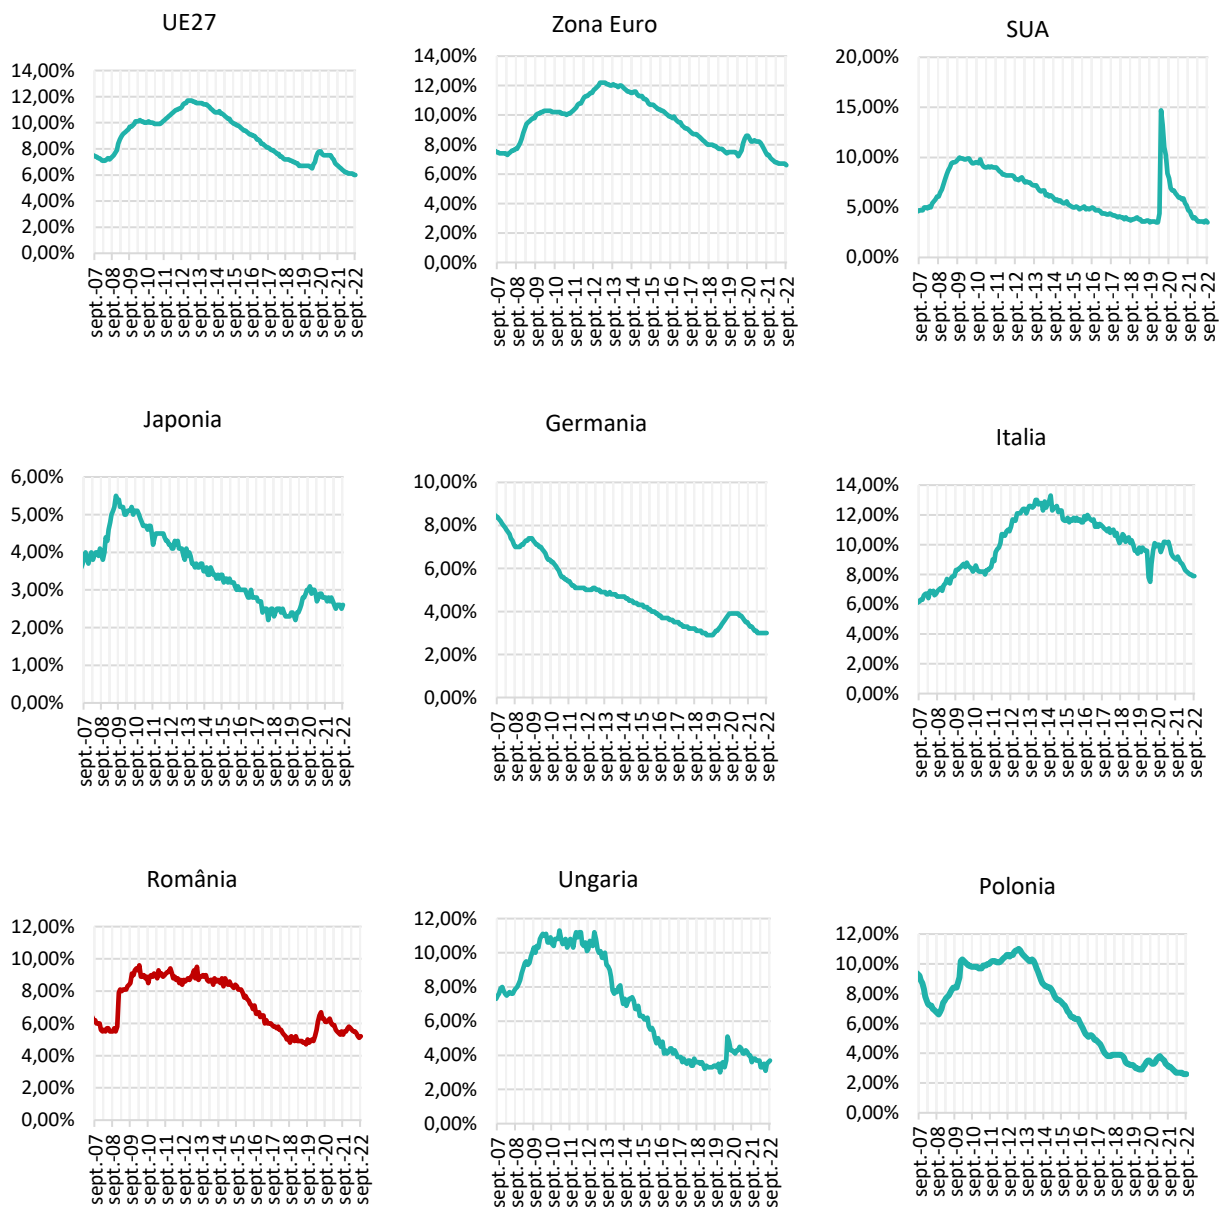 UE27
14,00%
12,00%
10,00%
8,00%
6,00%
4,00%
2,00%
0,00%
sept.-07
sept.-08
sept.-09
sept.-10
sept.-11
sept.-12
sept.-13
sept.-14
sept.-15
sept.-16
sept.-17
sept.-18
sept.-19
sept.-20
sept.-21
sept.-22
Zona Euro
14,00%
12,00%
10,00%
8,00%
6,00%
4,00%
2,00%
0,00%
sept.-07
sept.-08
sept.-09
sept.-10
sept.-11
sept.-12
sept.-13
sept.-14
sept.-15
sept.-16
sept.-17
sept.-18
sept.-19
sept.-20
sept.-21
sept.-22
SUA
20,00%
15,00%
10,00%
5,00%
0,00%
sept.-07
sept.-08
sept.-09
sept.-10
sept.-11
sept.-12
sept.-13
sept.-14
sept.-15
sept.-16
sept.-17
sept.-18
sept.-19
sept.-20
sept.-21
sept.-22
Japonia
6,00%
5,00%
4,00%
3,00%
2,00%
1,00%
0,00%
sept.-07
sept.-08
sept.-09
sept.-10
sept.-11
sept.-12
sept.-13
sept.-14
sept.-15
sept.-16
sept.-17
sept.-18
sept.-19
sept.-20
sept.-21
sept.-22
Germania
10,00%
8,00%
6,00%
4,00%
2,00%
0,00%
sept.-07
sept.-08
sept.-09
sept.-10
sept.-11
sept.-12
sept.-13
sept.-14
sept.-15
sept.-16
sept.-17
sept.-18
sept.-19
sept.-20
sept.-21
sept.-22
Italia
14,00%
12,00%
10,00%
8,00%
6,00%
4,00%
2,00%
0,00%
sept.-07
sept.-08
sept.-09
sept.-10
sept.-11
sept.-12
sept.-13
sept.-14
sept.-15
sept.-16
sept.-17
sept.-18
sept.-19
sept.-20
sept.-21
sept.-22
România
12,00%
10,00%
8,00%
6,00%
4,00%
2,00%
0,00%
sept.-07
sept.-08
sept.-09
sept.-10
sept.-11
sept.-12
sept.-13
sept.-14
sept.-15
sept.-16
sept.-17
sept.-18
sept.-19
sept.-20
sept.-21
sept.-22
Ungaria
12,00%
10,00%
8,00%
6,00%
4,00%
2,00%
0,00%
sept.-07
sept.-08
sept.-09
sept.-10
sept.-11
sept.-12
sept.-13
sept.-14
sept.-15
sept.-16
sept.-17
sept.-18
sept.-19
sept.-20
sept.-21
sept.-22
Polonia
12,00%
10,00%
8,00%
6,00%
4,00%
2,00%
0,00%
sept.-07
sept.-08
sept.-09
sept.-10
sept.-11
sept.-12
sept.-13
sept.-14
sept.-15
sept.-16
sept.-17
sept.-18
sept.-19
sept.-20
sept.-21
sept.-22